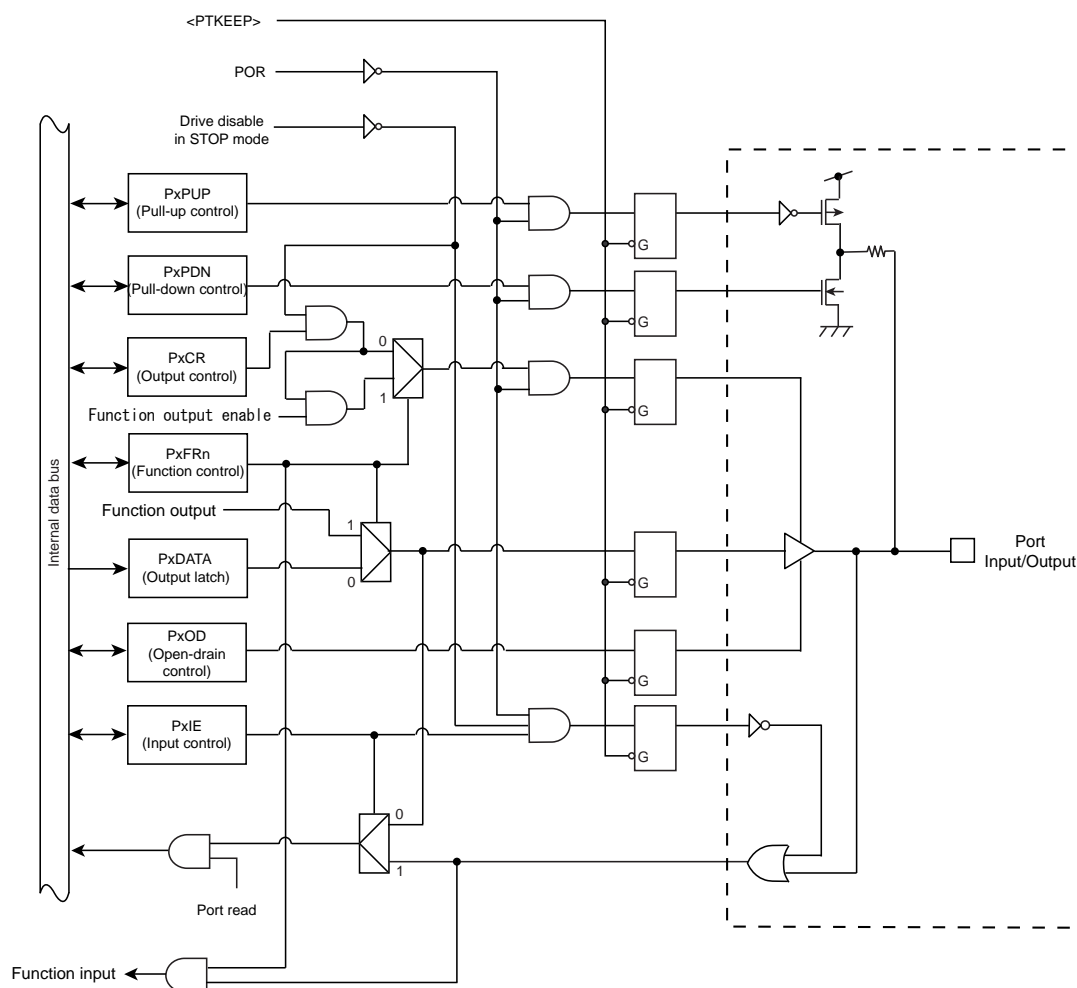 <PTKEEP>
POR
Drive disable
in STOP mode
Internal data bus
PxPUP
(Pull-up control)
G
PxPDN
(Pull-down control)
G
PxCR
(Output control)
0
1
G
Function output enable
PxFRn
(Function control)
Function output
1
0
PxDATA
(Output latch)
G
Port
Input/Output
PxOD
(Open-drain
control)
G
PxIE
(Input control)
G
0
1
Port read
Function input